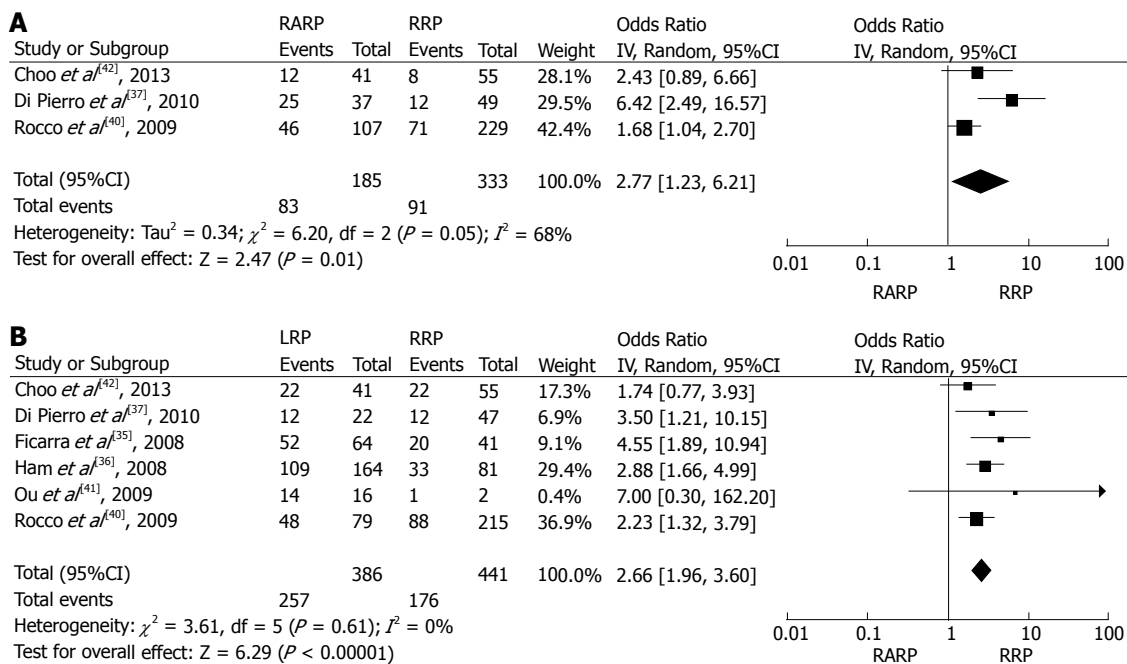 A
RARP RRP Odds Ratio Odds Ratio
Study or Subgroup Events Total Events Total Weight IV, Random, 95%CI IV, Random, 95%CI
Choo et al[42], 2013 12 41 8 55 28.1% 2.43 [0.89, 6.66]
Di Pierro et al[37], 2010 25 37 12 49 29.5% 6.42 [2.49, 16.57]
Rocco et al[40], 2009 46 107 71 229 42.4% 1.68 [1.04, 2.70]
Total (95%CI) 185 333 100.0% 2.77 [1.23, 6.21]
Total events 83 91
Heterogeneity: Tau² = 0.34; χ² = 6.20, df = 2 (P = 0.05); I² = 68%
Test for overall effect: Z = 2.47 (P = 0.01)
0.01 0.1 1 10 100
RARP RRP
B
LRP RRP Odds Ratio Odds Ratio
Study or Subgroup Events Total Events Total Weight IV, Random, 95%CI IV, Random, 95%CI
Choo et al[42], 2013 22 41 22 55 17.3% 1.74 [0.77, 3.93]
Di Pierro et al[37], 2010 12 22 12 47 6.9% 3.50 [1.21, 10.15]
Ficarra et al[35], 2008 52 64 20 41 9.1% 4.55 [1.89, 10.94]
Ham et al[36], 2008 109 164 33 81 29.4% 2.88 [1.66, 4.99]
Ou et al[41], 2009 14 16 1 2 0.4% 7.00 [0.30, 162.20]
Rocco et al[40], 2009 48 79 88 215 36.9% 2.23 [1.32, 3.79]
Total (95%CI) 386 441 100.0% 2.66 [1.96, 3.60]
Total events 257 176
Heterogeneity: χ² = 3.61, df = 5 (P = 0.61); I² = 0%
Test for overall effect: Z = 6.29 (P < 0.00001)
0.01 0.1 1 10 100
RARP RRP